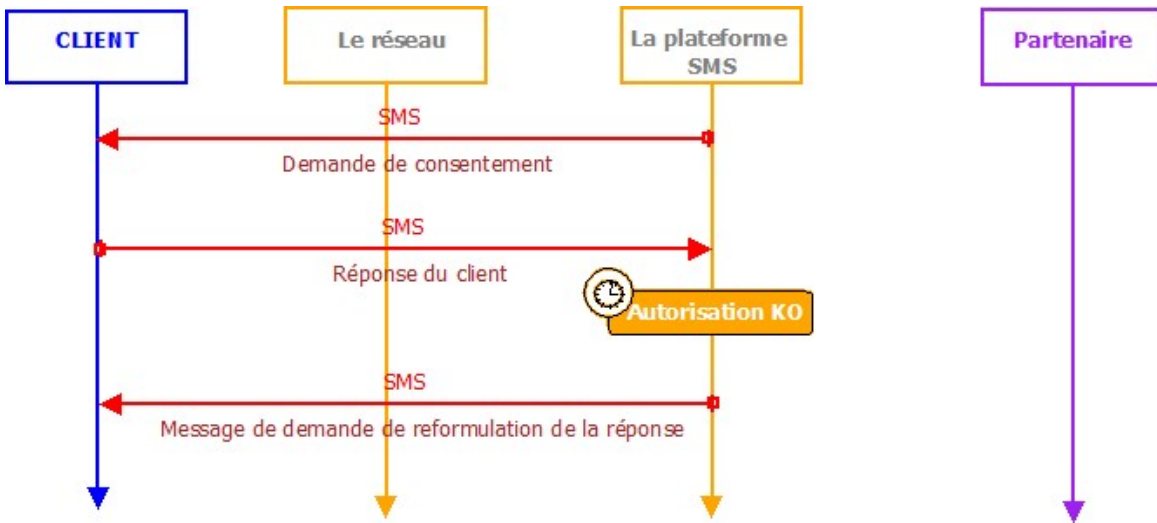 CLIENT
Le réseau
La plateforme
SMS
Partenaire
SMS
Demande de consentement
SMS
Réponse du client
Autorisation KO
SMS
Message de demande de reformulation de la réponse